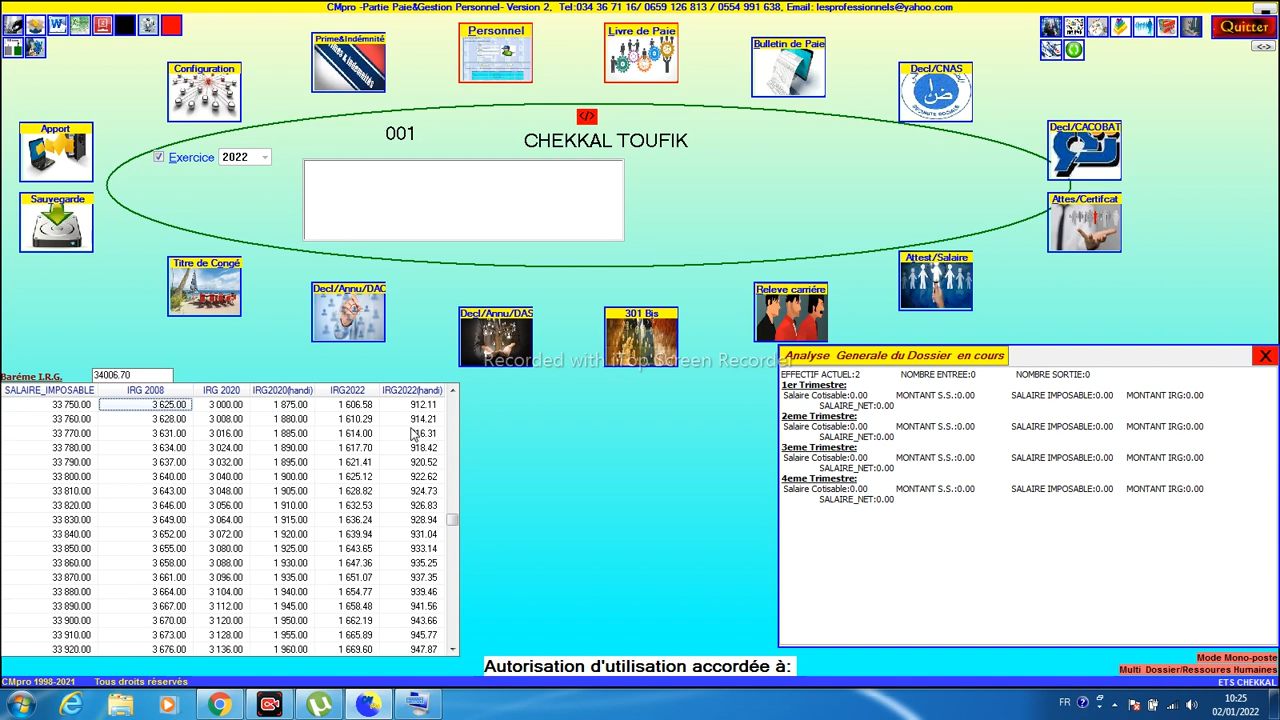 CMpro -Partie Paie&Gestion Personnel- Version 2, Tel:034 36 71 16/ 0659 126 813 / 0554 991 638, Email: lesprofessionnels@yahoo.com
Quitter
Prime&Indémnité
Personnel
Livre de Paie
Bulletin de Paie
Configuration
Decl/CNAS
Apport
Decl/CACOBAT
001
CHEKKAL TOUFIK
Exercice 2022
Sauvegarde
Attes/Certifcat
Titre de Congé
Attest/Salaire
Decl/Annu/DAC
Decl/Annu/DAS
301 Bis
Releve carriére
Recorded with iTop Screen Recorder
Baréme I.R.G. 34006.70
SALAIRE_IMPOSABLE IRG 2008 IRG 2020 IRG2020(handi) IRG2022 IRG2022(handi)
33 750.00 3 625.00 3 000.00 1 875.00 1 606.58 912.11
33 760.00 3 628.00 3 008.00 1 880.00 1 610.29 914.21
33 770.00 3 631.00 3 016.00 1 885.00 1 614.00
33 780.00 3 634.00 3 024.00 1 890.00 1 617.70 918.42
33 790.00 3 637.00 3 032.00 1 895.00 1 621.41 920.52
33 800.00 3 640.00 3 040.00 1 900.00 1 625.12 922.62
33 810.00 3 643.00 3 048.00 1 905.00 1 628.82 924.73
33 820.00 3 646.00 3 056.00 1 910.00 1 632.53 926.83
33 830.00 3 649.00 3 064.00 1 915.00 1 636.24 928.94
33 840.00 3 652.00 3 072.00 1 920.00 1 639.94 931.04
33 850.00 3 655.00 3 080.00 1 925.00 1 643.65 933.14
33 860.00 3 658.00 3 088.00 1 930.00 1 647.36 935.25
33 870.00 3 661.00 3 096.00 1 935.00 1 651.07 937.35
33 880.00 3 664.00 3 104.00 1 940.00 1 654.77 939.46
33 890.00 3 667.00 3 112.00 1 945.00 1 658.48 941.56
33 900.00 3 670.00 3 120.00 1 950.00 1 662.19 943.66
33 910.00 3 673.00 3 128.00 1 955.00 1 665.89 945.77
33 920.00 3 676.00 3 136.00 1 960.00 1 669.60 947.87
Analyse Generale du Dossier en cours
EFFECTIF ACTUEL:2 NOMBRE ENTREE:0 NOMBRE SORTIE:0
1er Trimestre:
Salaire Cotisable:0.00 MONTANT S.S.:0.00 SALAIRE IMPOSABLE:0.00 MONTANT IRG:0.00
SALAIRE_NET:0.00
2eme Trimestre:
Salaire Cotisable:0.00 MONTANT S.S.:0.00 SALAIRE IMPOSABLE:0.00 MONTANT IRG:0.00
SALAIRE_NET:0.00
3eme Trimestre:
Salaire Cotisable:0.00 MONTANT S.S.:0.00 SALAIRE IMPOSABLE:0.00 MONTANT IRG:0.00
SALAIRE_NET:0.00
4eme Trimestre:
Salaire Cotisable:0.00 MONTANT S.S.:0.00 SALAIRE IMPOSABLE:0.00 MONTANT IRG:0.00
SALAIRE_NET:0.00
Autorisation d'utilisation accordée à:
Mode Mono-poste
Multi Dossier/Ressoures Humaines
CMpro 1998-2021 Tous droits réservés
ETS CHEKKAL
FR
10:25
02/01/2022